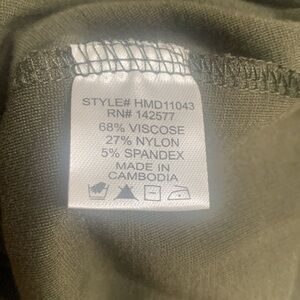 STYLE# HMD11043
RN# 142577
68% VISCOSE
27% NYLON
5% SPANDEX
MADE IN
CAMBODIA